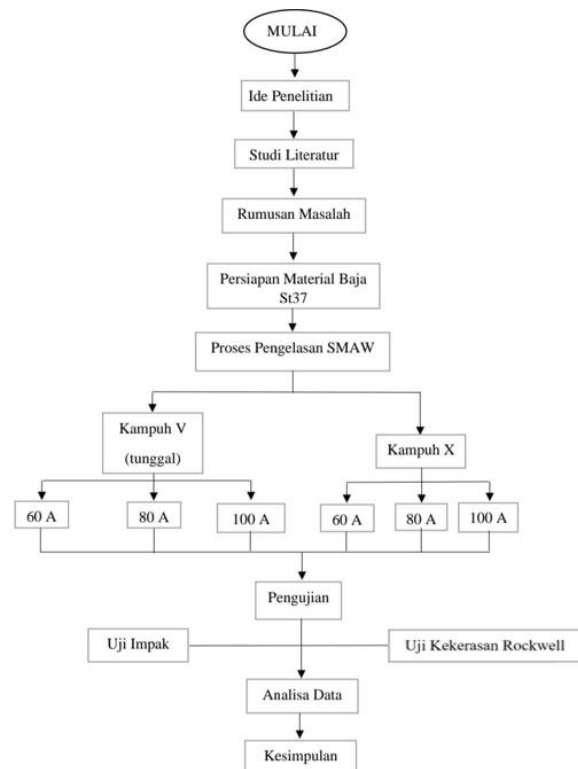 MULAI
Ide Penelitian
Studi Literatur
Rumusan Masalah
Persiapan Material Baja
St37
Proses Pengelasan SMAW
Kampuh V
(tunggal)
Kampuh X
60 A
80 A
100 A
60 A
80 A
100 A
Pengujian
Uji Impak
Uji Kekerasan Rockwell
Analisa Data
Kesimpulan